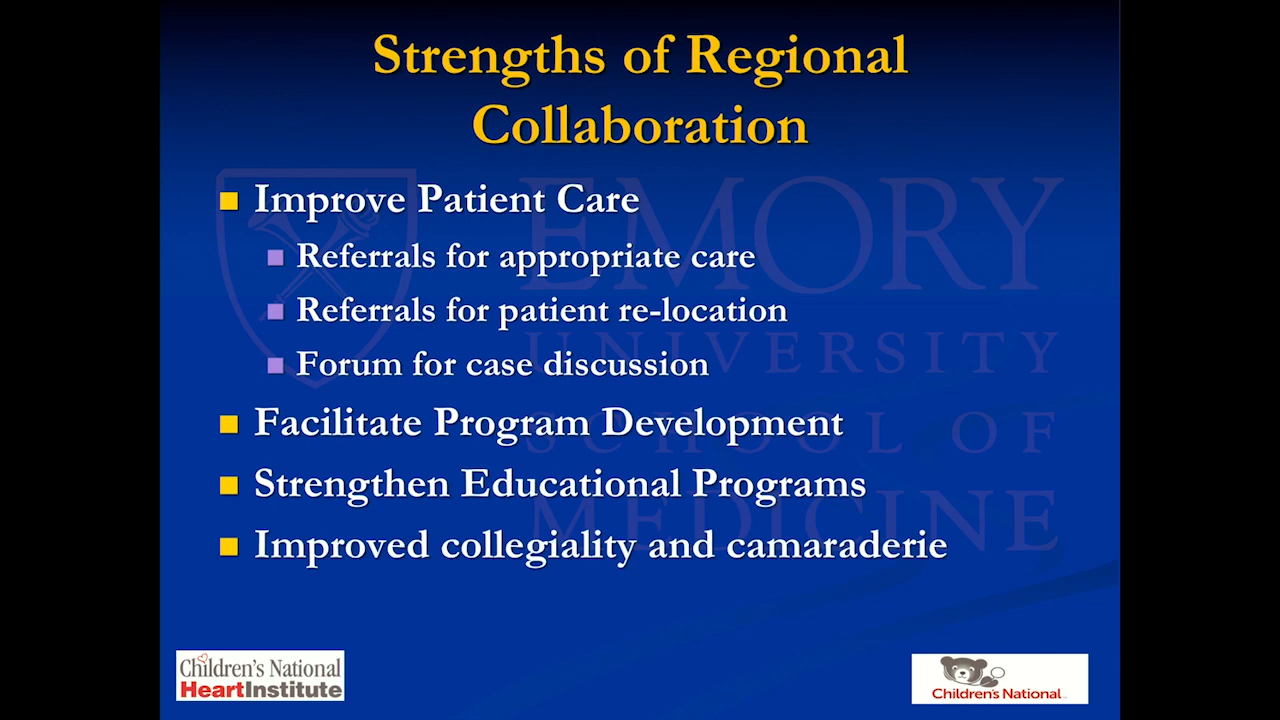 Strengths of Regional
Collaboration
Improve Patient Care
Referrals for appropriate care
Referrals for patient re-location
Forum for case discussion
Facilitate Program Development
Strengthen Educational Programs
Improved collegiality and camaraderie
EMORY
UNIVERSITY
SCHOOL OF
MEDICINE
Children's National
HeartInstitute
Children's National